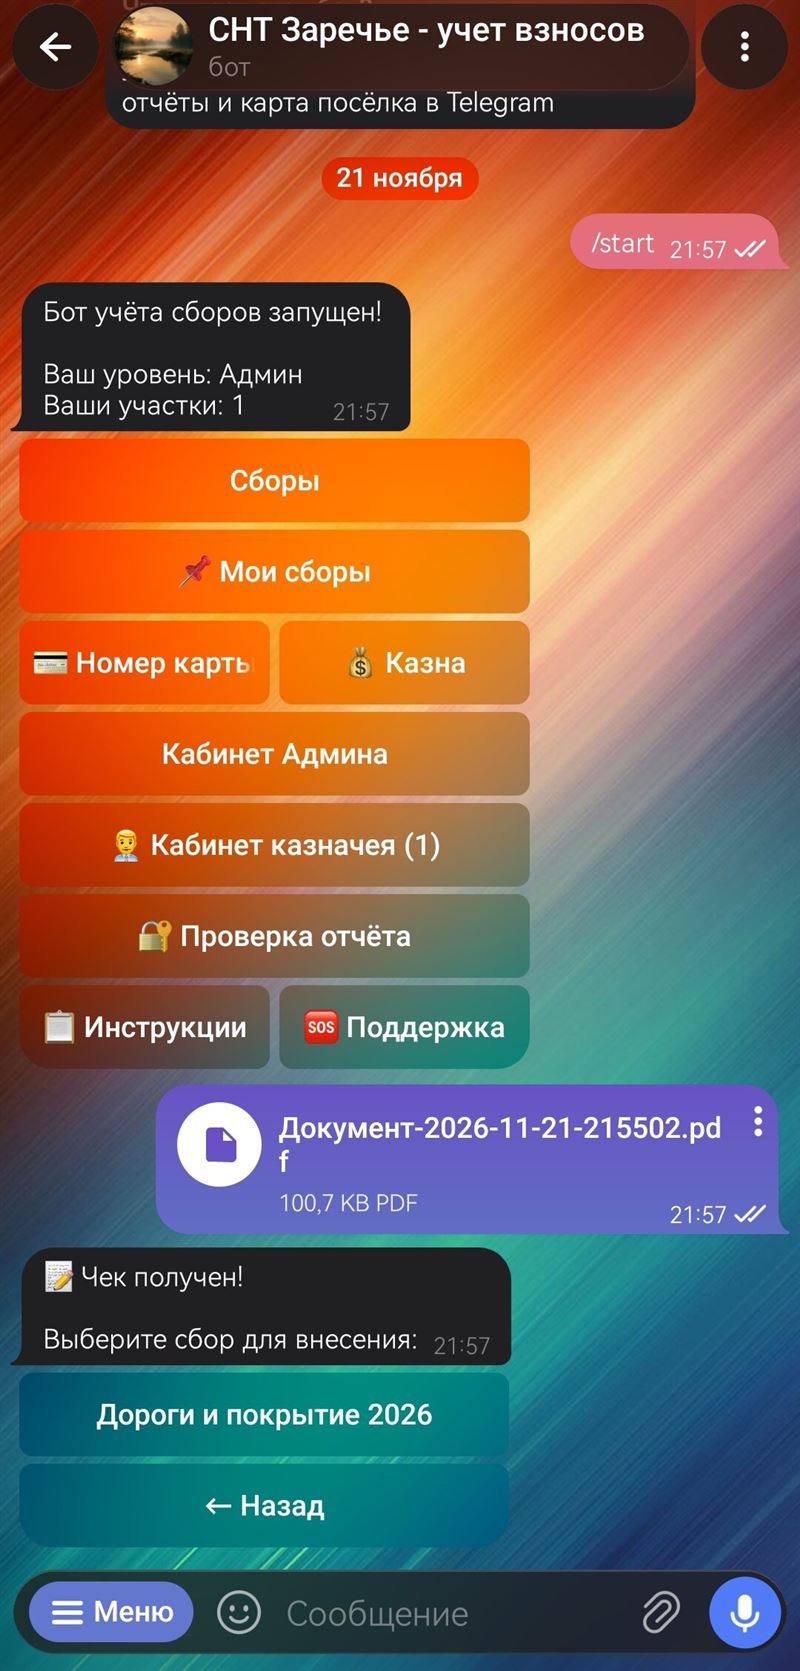 СНТ Заречье - учет взносов
бот
отчёты и карта посёлка в Telegram
21 ноября
/start 21:57
Бот учёта сборов запущен!
Ваш уровень: Админ
Ваши участки: 1 21:57
Сборы
Мои сборы
Номер карты
Казна
Кабинет Админа
Кабинет казначея (1)
Проверка отчёта
Инструкции
SOS Поддержка
Документ-2026-11-21-215502.pd
f
100,7 KB PDF
21:57
Чек получен!
Выберите сбор для внесения: 21:57
Дороги и покрытие 2026
← Назад
Меню
Сообщение